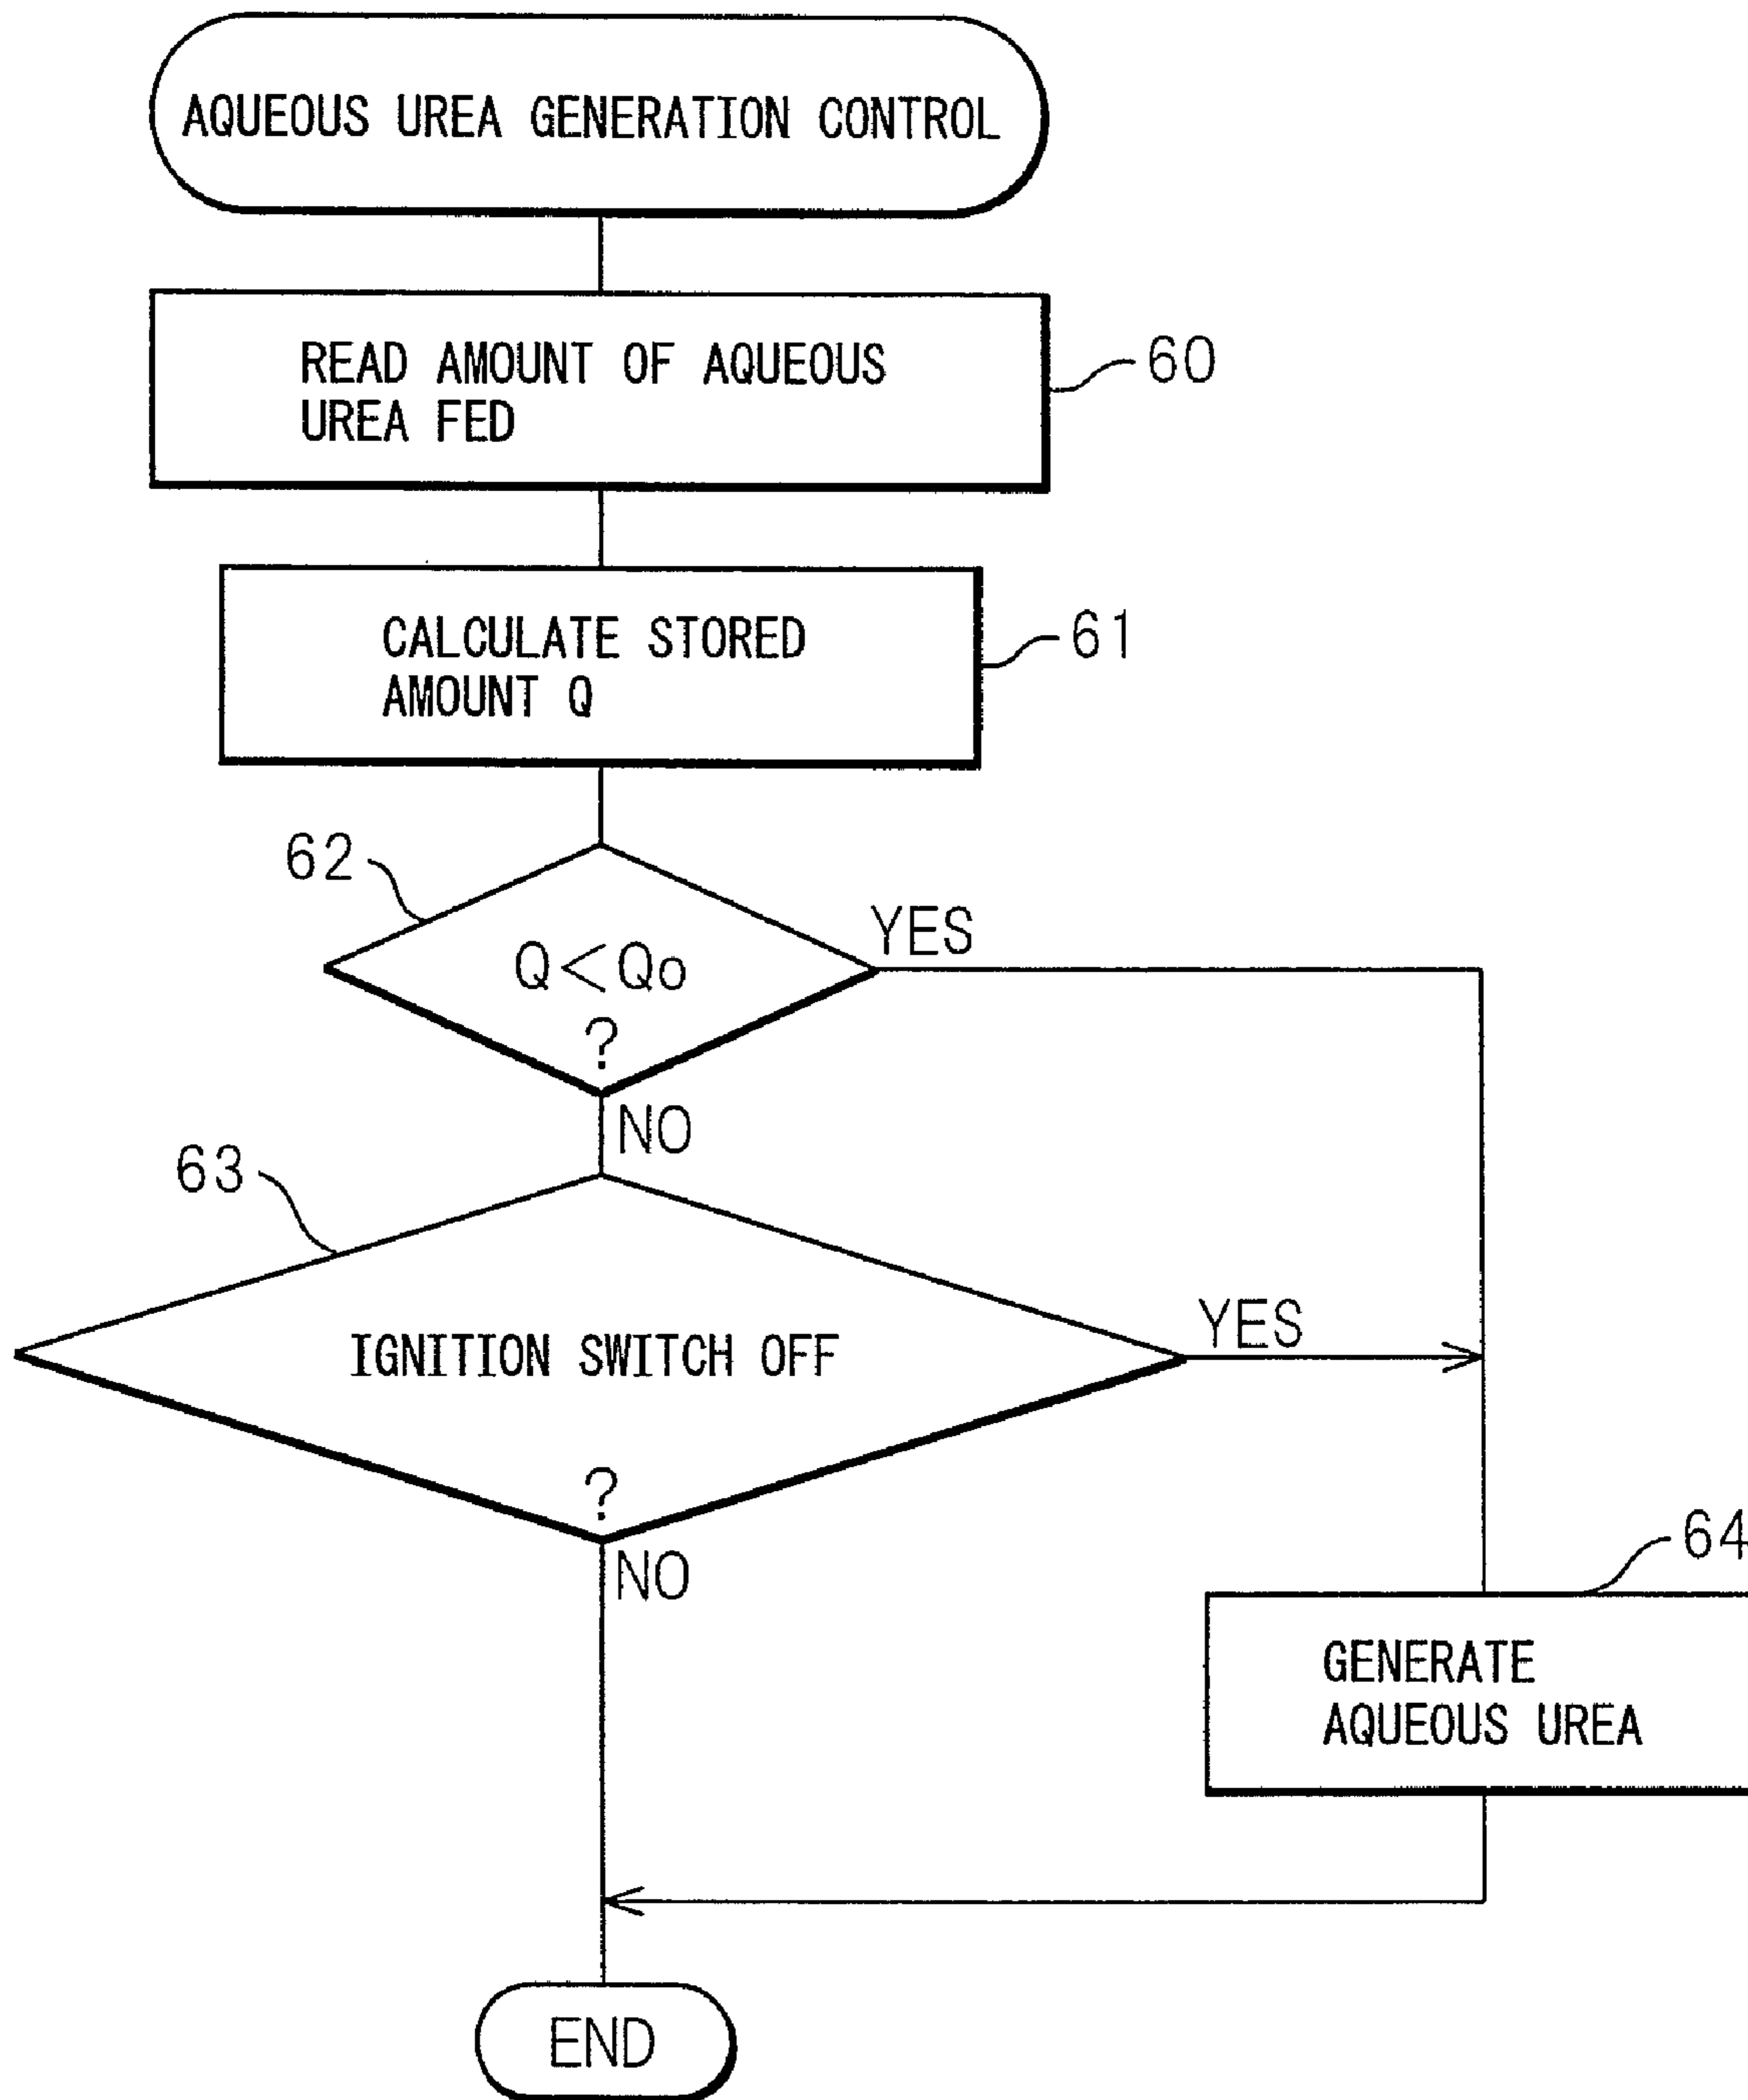 AQUEOUS UREA GENERATION CONTROL
READ AMOUNT OF AQUEOUS
UREA FED
60
CALCULATE STORED
AMOUNT Q
61
62
Q<Qo
?
YES
NO
63
IGNITION SWITCH OFF
?
YES
NO
64
GENERATE
AQUEOUS UREA
END